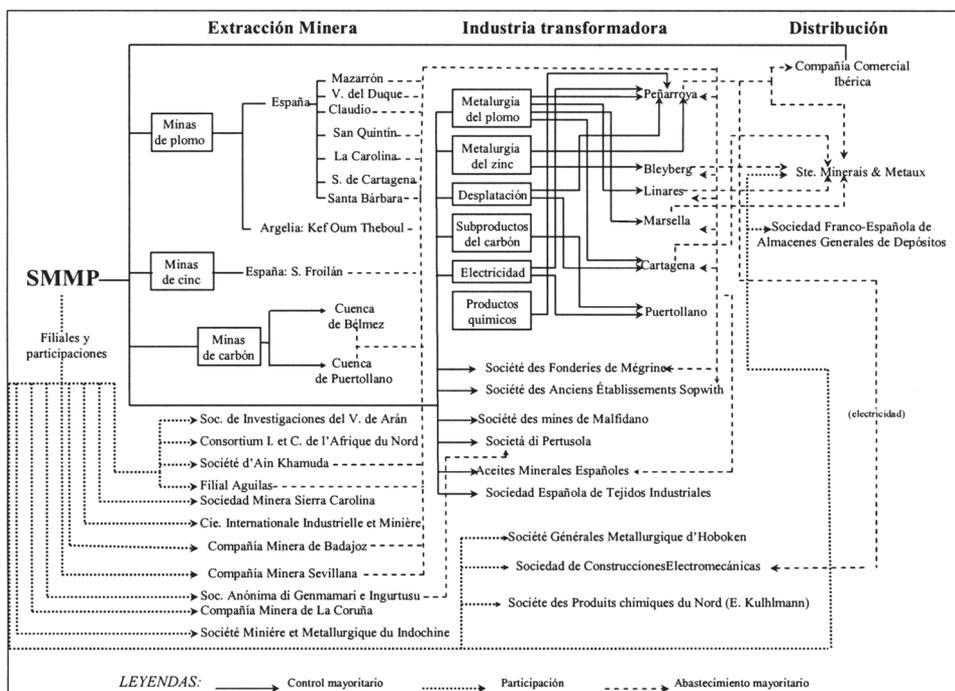 Extracción Minera
Industria transformadora
Distribución
Mazarrón
V. del Duque
España
Claudio
San Quintín
La Carolina
S. de Cartagena
Santa Bárbara
Minas
de plomo
Argelia: Kef Oum Theboul
Minas
de cinc
España: S. Froilán
SMMP
Filiales y
participaciones
Minas
de carbón
Cuenca
de Bélmez
Cuenca
de Puertollano
Soc. de Investigaciones del V. de Arán
Consortium I. et C. de l'Afrique du Nord
Société d'Ain Khamuda
Filial Aguilas
Sociedad Minera Sierra Carolina
Cie. Internationale Industrielle et Minière
Compañía Minera de Badajoz
Compañía Minera Sevillana
Soc. Anónima di Genmamari e Ingurtusu
Compañía Minera de La Coruña
Société Miniére et Metallurgique du Indochine
Metalurgia
del plomo
Metalurgia
del zinc
Desplatación
Subproductos
del carbón
Electricidad
Productos
químicos
Peñarroya
Bleyberg
Linares
Marsella
Cartagena
Puertollano
Société des Fonderies de Mégrine
Société des Anciens Établissements Sopwith
Société des mines de Malfidano
Societá di Pertusola
Aceites Minerales Españoles
Sociedad Española de Tejidos Industriales
Société Générales Metallurgique d'Hoboken
Sociedad de ConstruccionesElectromecánicas
Sociéte des Produits chimiques du Nord (E. Kulhlmann)
Compañía Comercial
Ibérica
Ste. Minerais & Metaux
Sociedad Franco-Española de
Almacenes Generales de Depósitos
(electricidad)
LEYENDAS:
Control mayoritario
Participación
Abastecimiento mayoritario